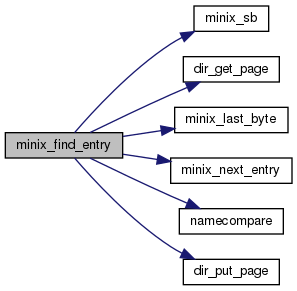 minix_sb
dir_get_page
minix_last_byte
minix_find_entry
minix_next_entry
namecompare
dir_put_page